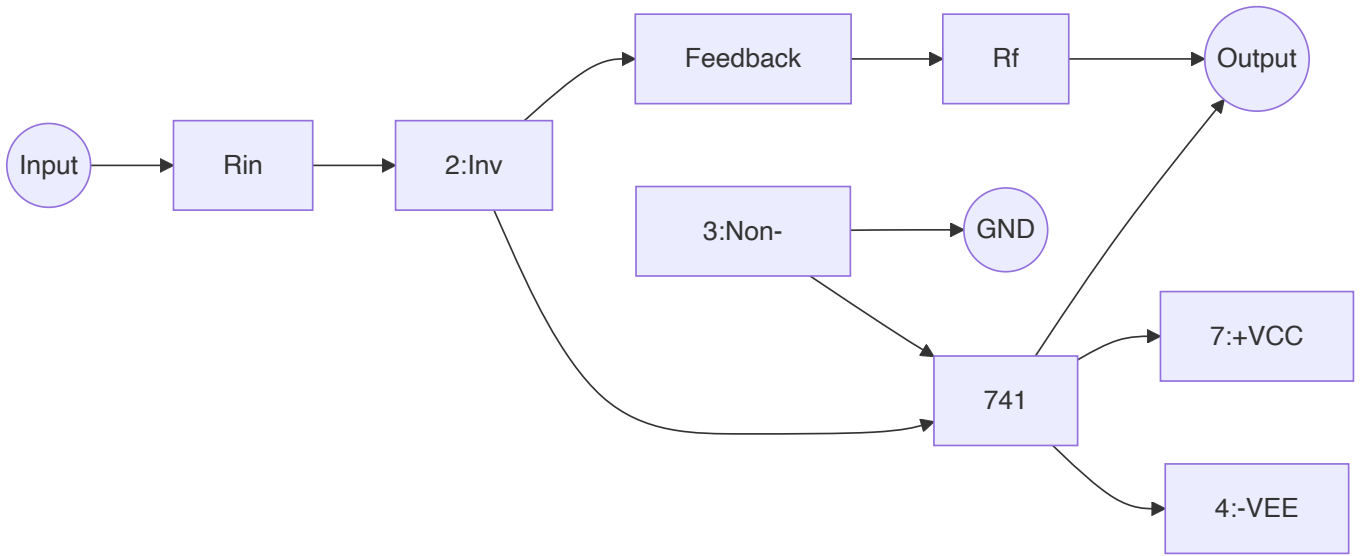 Feedback
Rf
Output
Input
Rin
2:Inv
3:Non-
GND
7:+VCC
741
4:-VEE